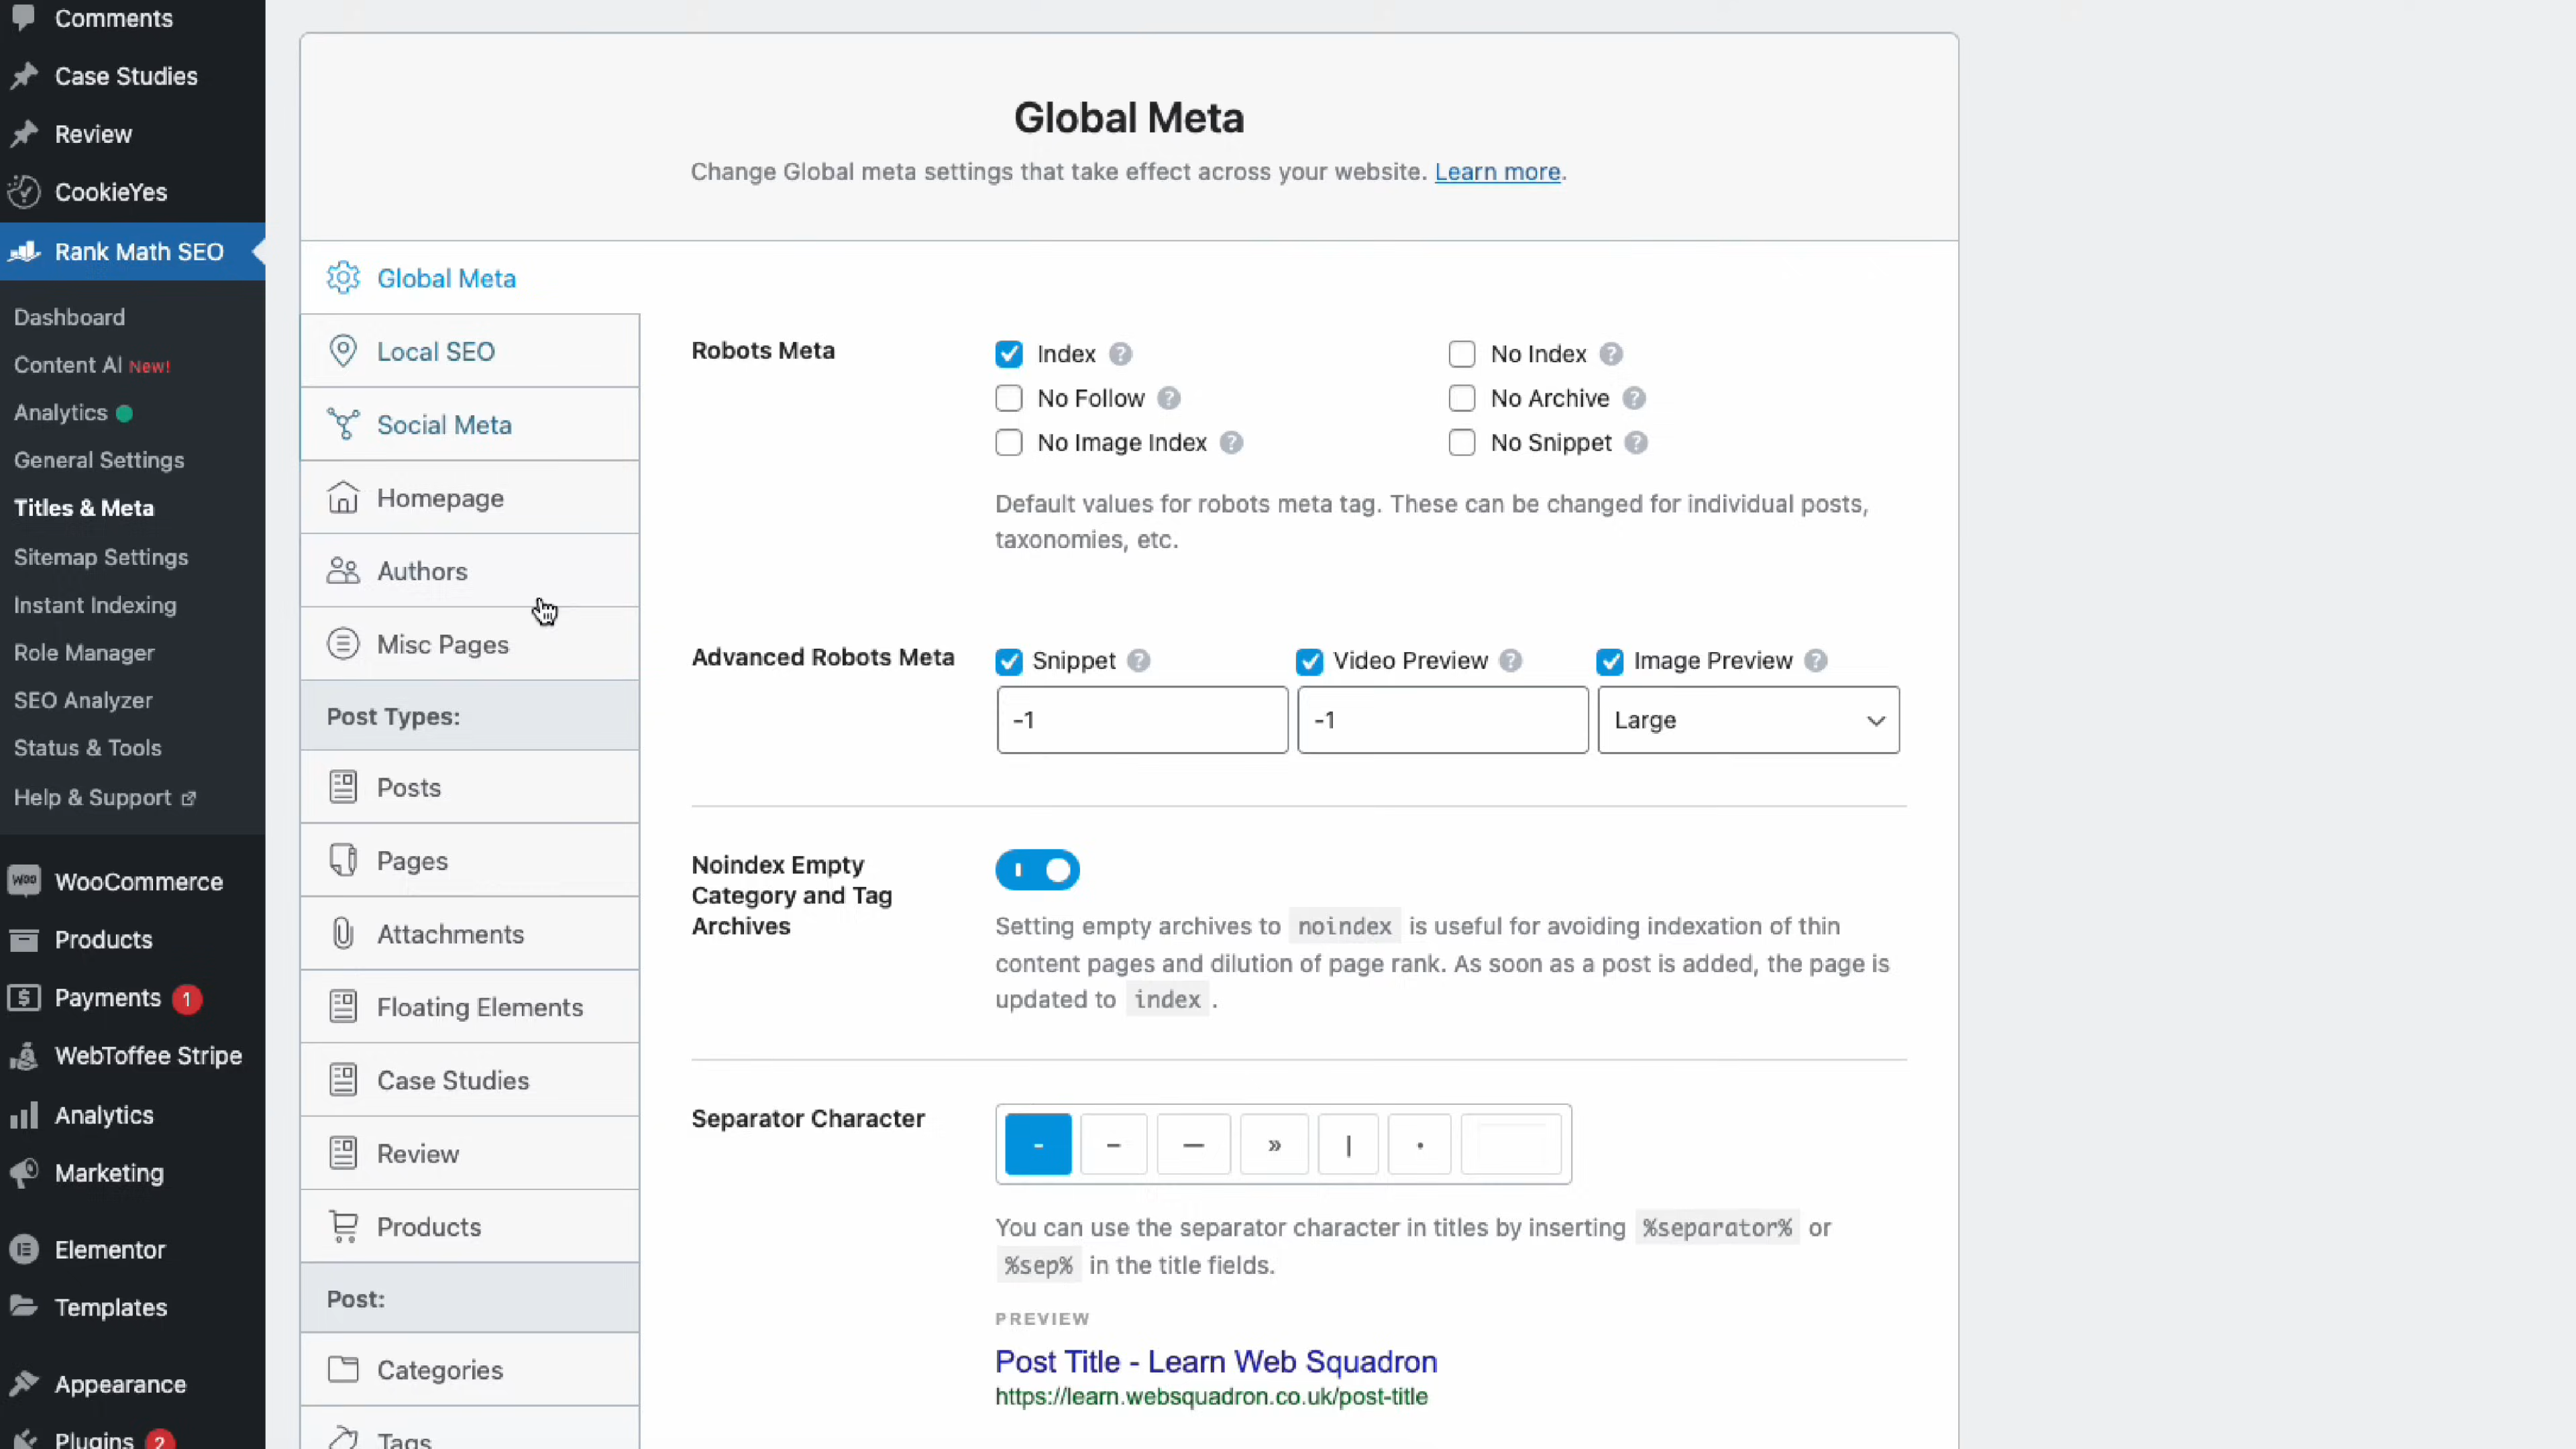 Comments
Case Studies
Review
CookieYes
Rank Math SEO
Dashboard
Content AI New!
Analytics
General Settings
Titles & Meta
Sitemap Settings
Instant Indexing
Role Manager
SEO Analyzer
Status & Tools
Help & Support
WooCommerce
Products
Payments 1
WebToffee Stripe
Analytics
Marketing
Elementor
Templates
Appearance
Plugins 2
Global Meta
Change Global meta settings that take effect across your website. Learn more.
Global Meta
Local SEO
Social Meta
Homepage
Authors
Misc Pages
Post Types:
Posts
Pages
Attachments
Floating Elements
Case Studies
Review
Products
Post:
Categories
Tags
Robots Meta
Index ?
No Index ?
No Follow ?
No Archive ?
No Image Index ?
No Snippet ?
Default values for robots meta tag. These can be changed for individual posts,
taxonomies, etc.
Advanced Robots Meta
Snippet ?
Video Preview ?
Image Preview ?
-1
-1
Large
Noindex Empty
Category and Tag
Archives
Setting empty archives to noindex is useful for avoiding indexation of thin
content pages and dilution of page rank. As soon as a post is added, the page is
updated to index .
Separator Character
- – — » | •
You can use the separator character in titles by inserting %separator% or
%sep% in the title fields.
PREVIEW
Post Title - Learn Web Squadron
https://learn.websquadron.co.uk/post-title